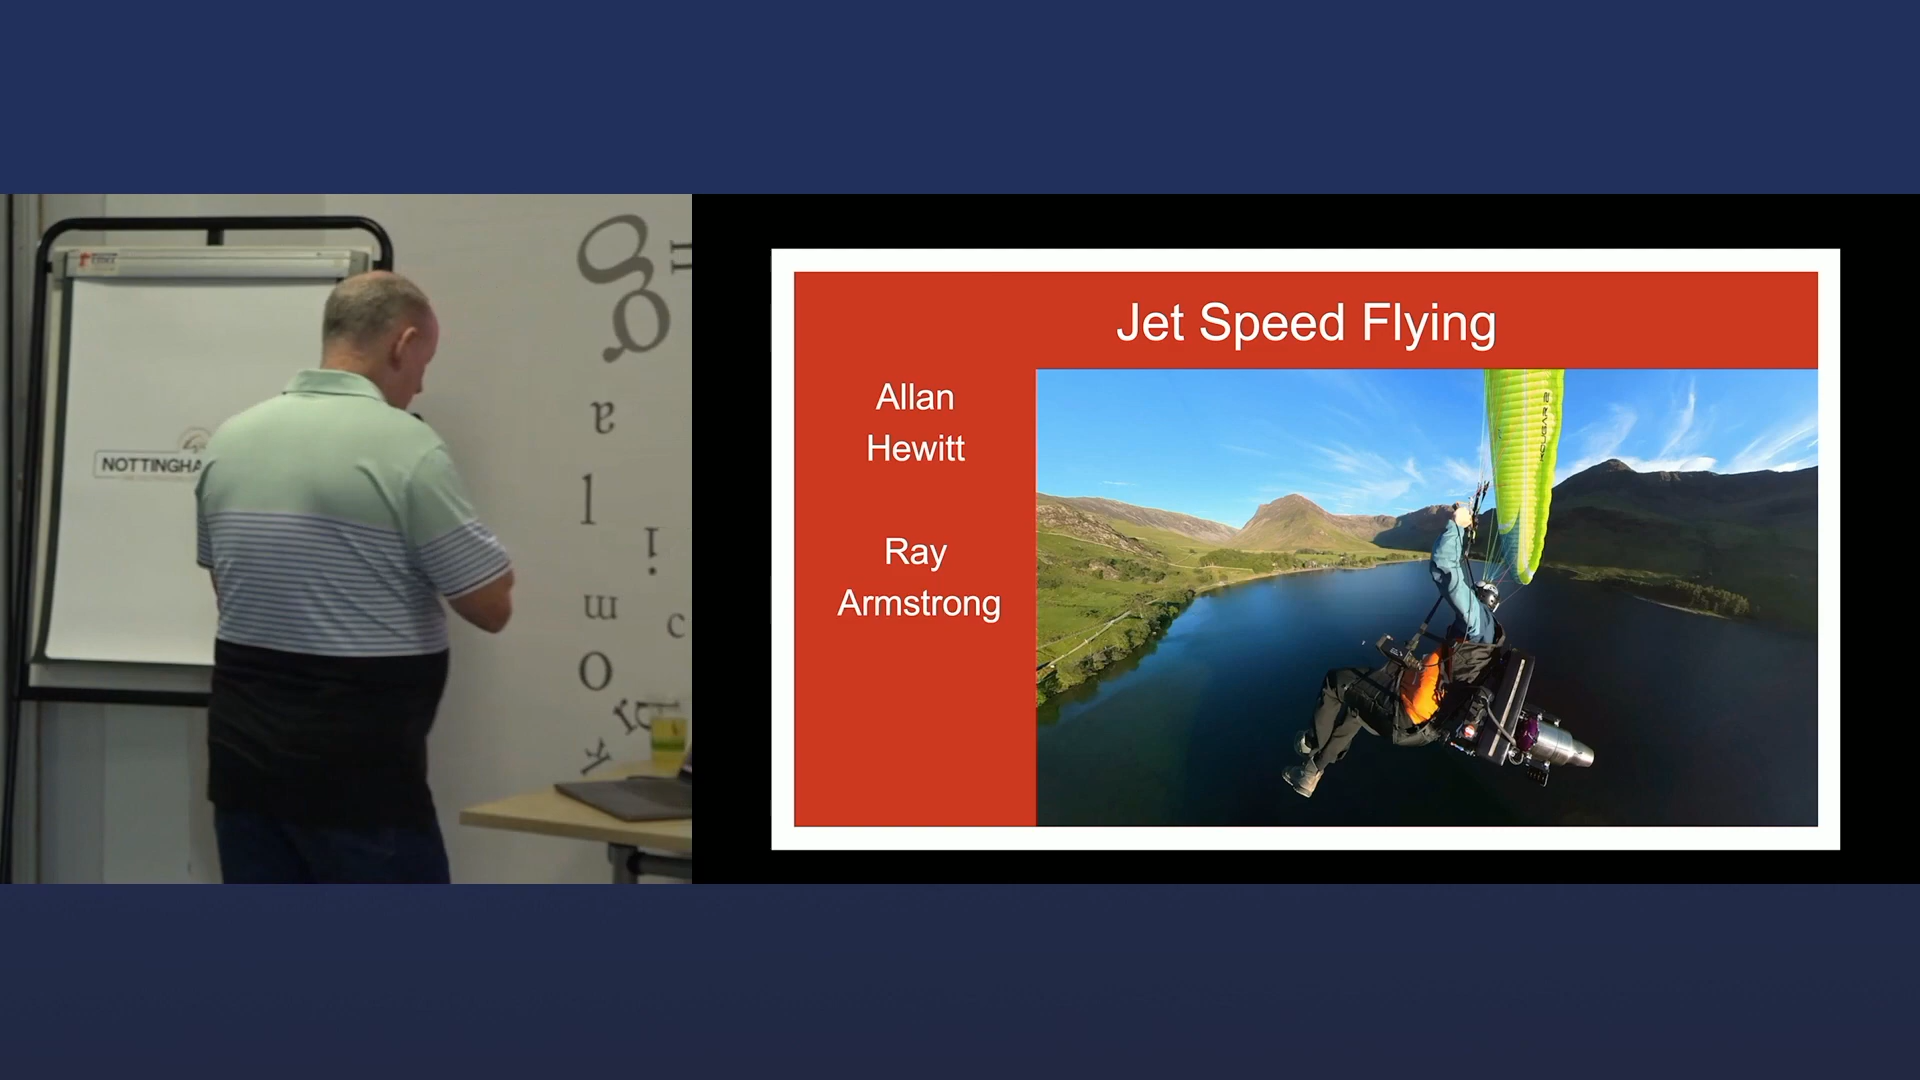 NOTTINGHA
g
a
l
i
m
c
o
Jet Speed Flying
Allan
Hewitt
Ray
Armstrong